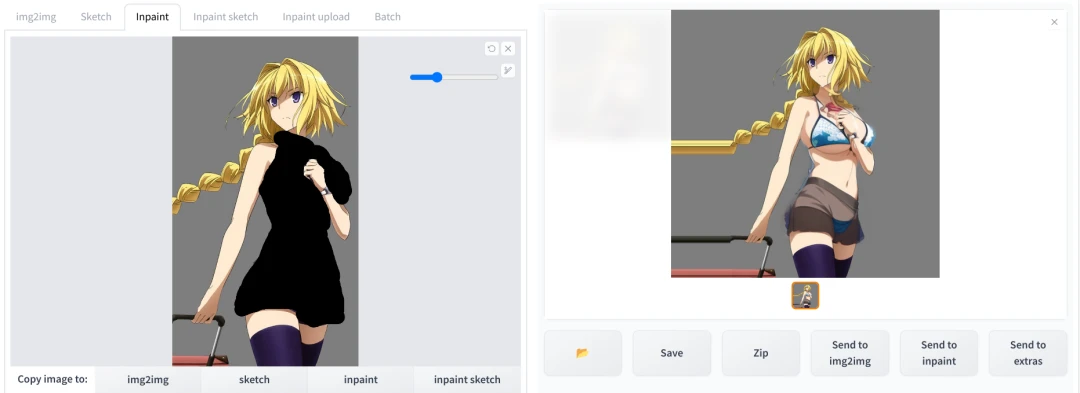 img2img
Sketch
Inpaint
Inpaint sketch
Inpaint upload
Batch
Copy image to:
img2img
sketch
inpaint
inpaint sketch
Save
Zip
Send to
img2img
Send to
inpaint
Send to
extras